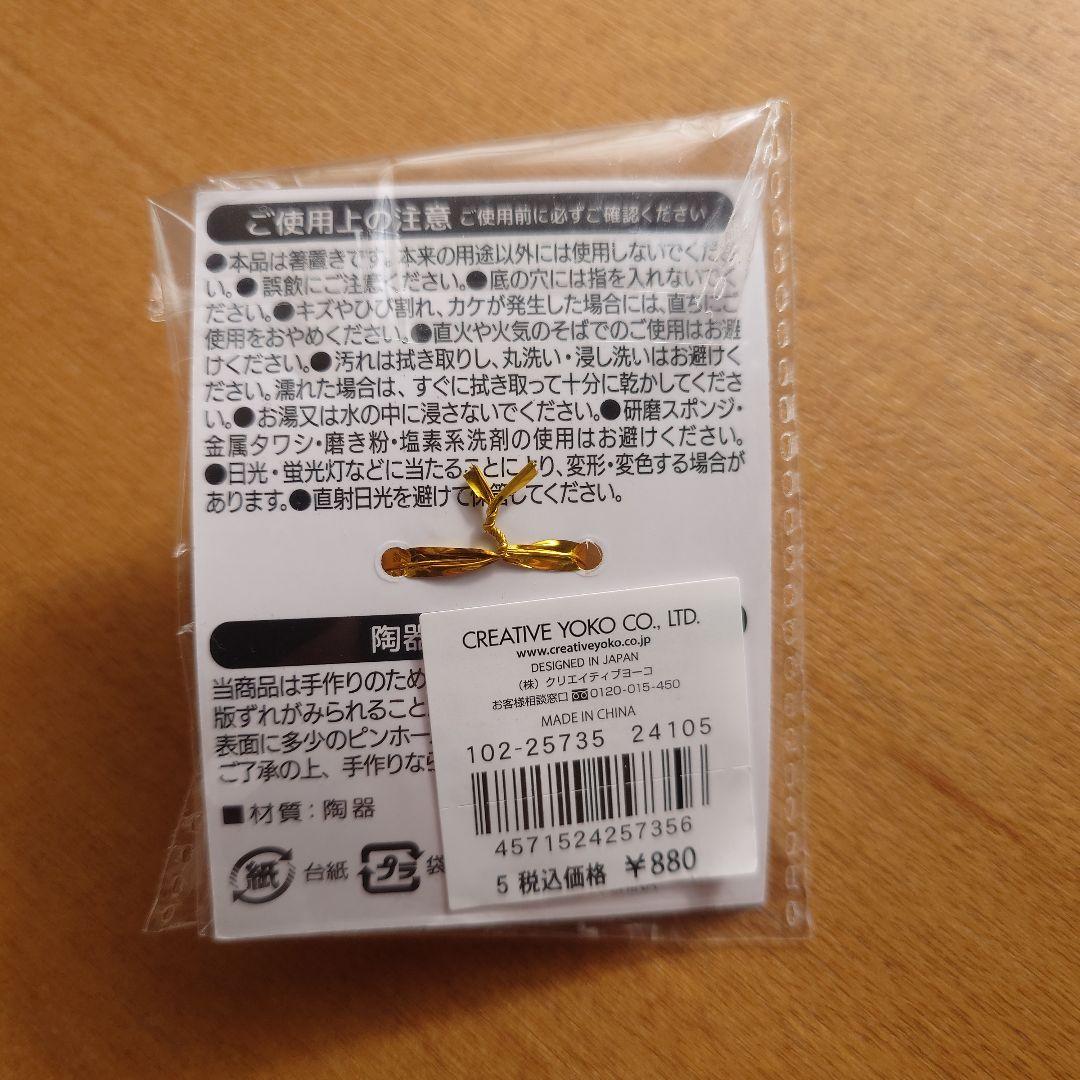 ご使用上の注意 ご使用前に必ずご確認ください
●本品は箸置きです。本来の用途以外には使用しないでくださ
い。●誤飲にご注意ください。●底の穴には指を入れないでく
ださい。●キズやひび割れ、カケが発生した場合には、直ちにご
使用をおやめください。●直火や火気のそばでのご使用はお避
けください。●汚れは拭き取りし、丸洗い・浸し洗いはお避けく
ださい。濡れた場合は、すぐに拭き取って十分に乾かしてくださ
い。●お湯又は水の中に浸さないでください。●研磨スポンジ・
金属タワシ・磨き粉・塩素系洗剤の使用はお避けください。
●日光・蛍光灯などに当たることにより、変形・変色する場合が
あります。●直射日光を避けて保管してください。
陶器
当商品は手作りのため
版ずれがみられること
表面に多少のピンホー
ご了承の上、手作りなら
■材質：陶器
紙 台紙 プラ 袋
CREATIVE YOKO CO., LTD.
www.creativeyoko.co.jp
DESIGNED IN JAPAN
（株）クリエイティブヨーコ
お客様相談窓口 0120-015-450
MADE IN CHINA
102-25735 24105
4571524257356
5 税込価格 ￥880